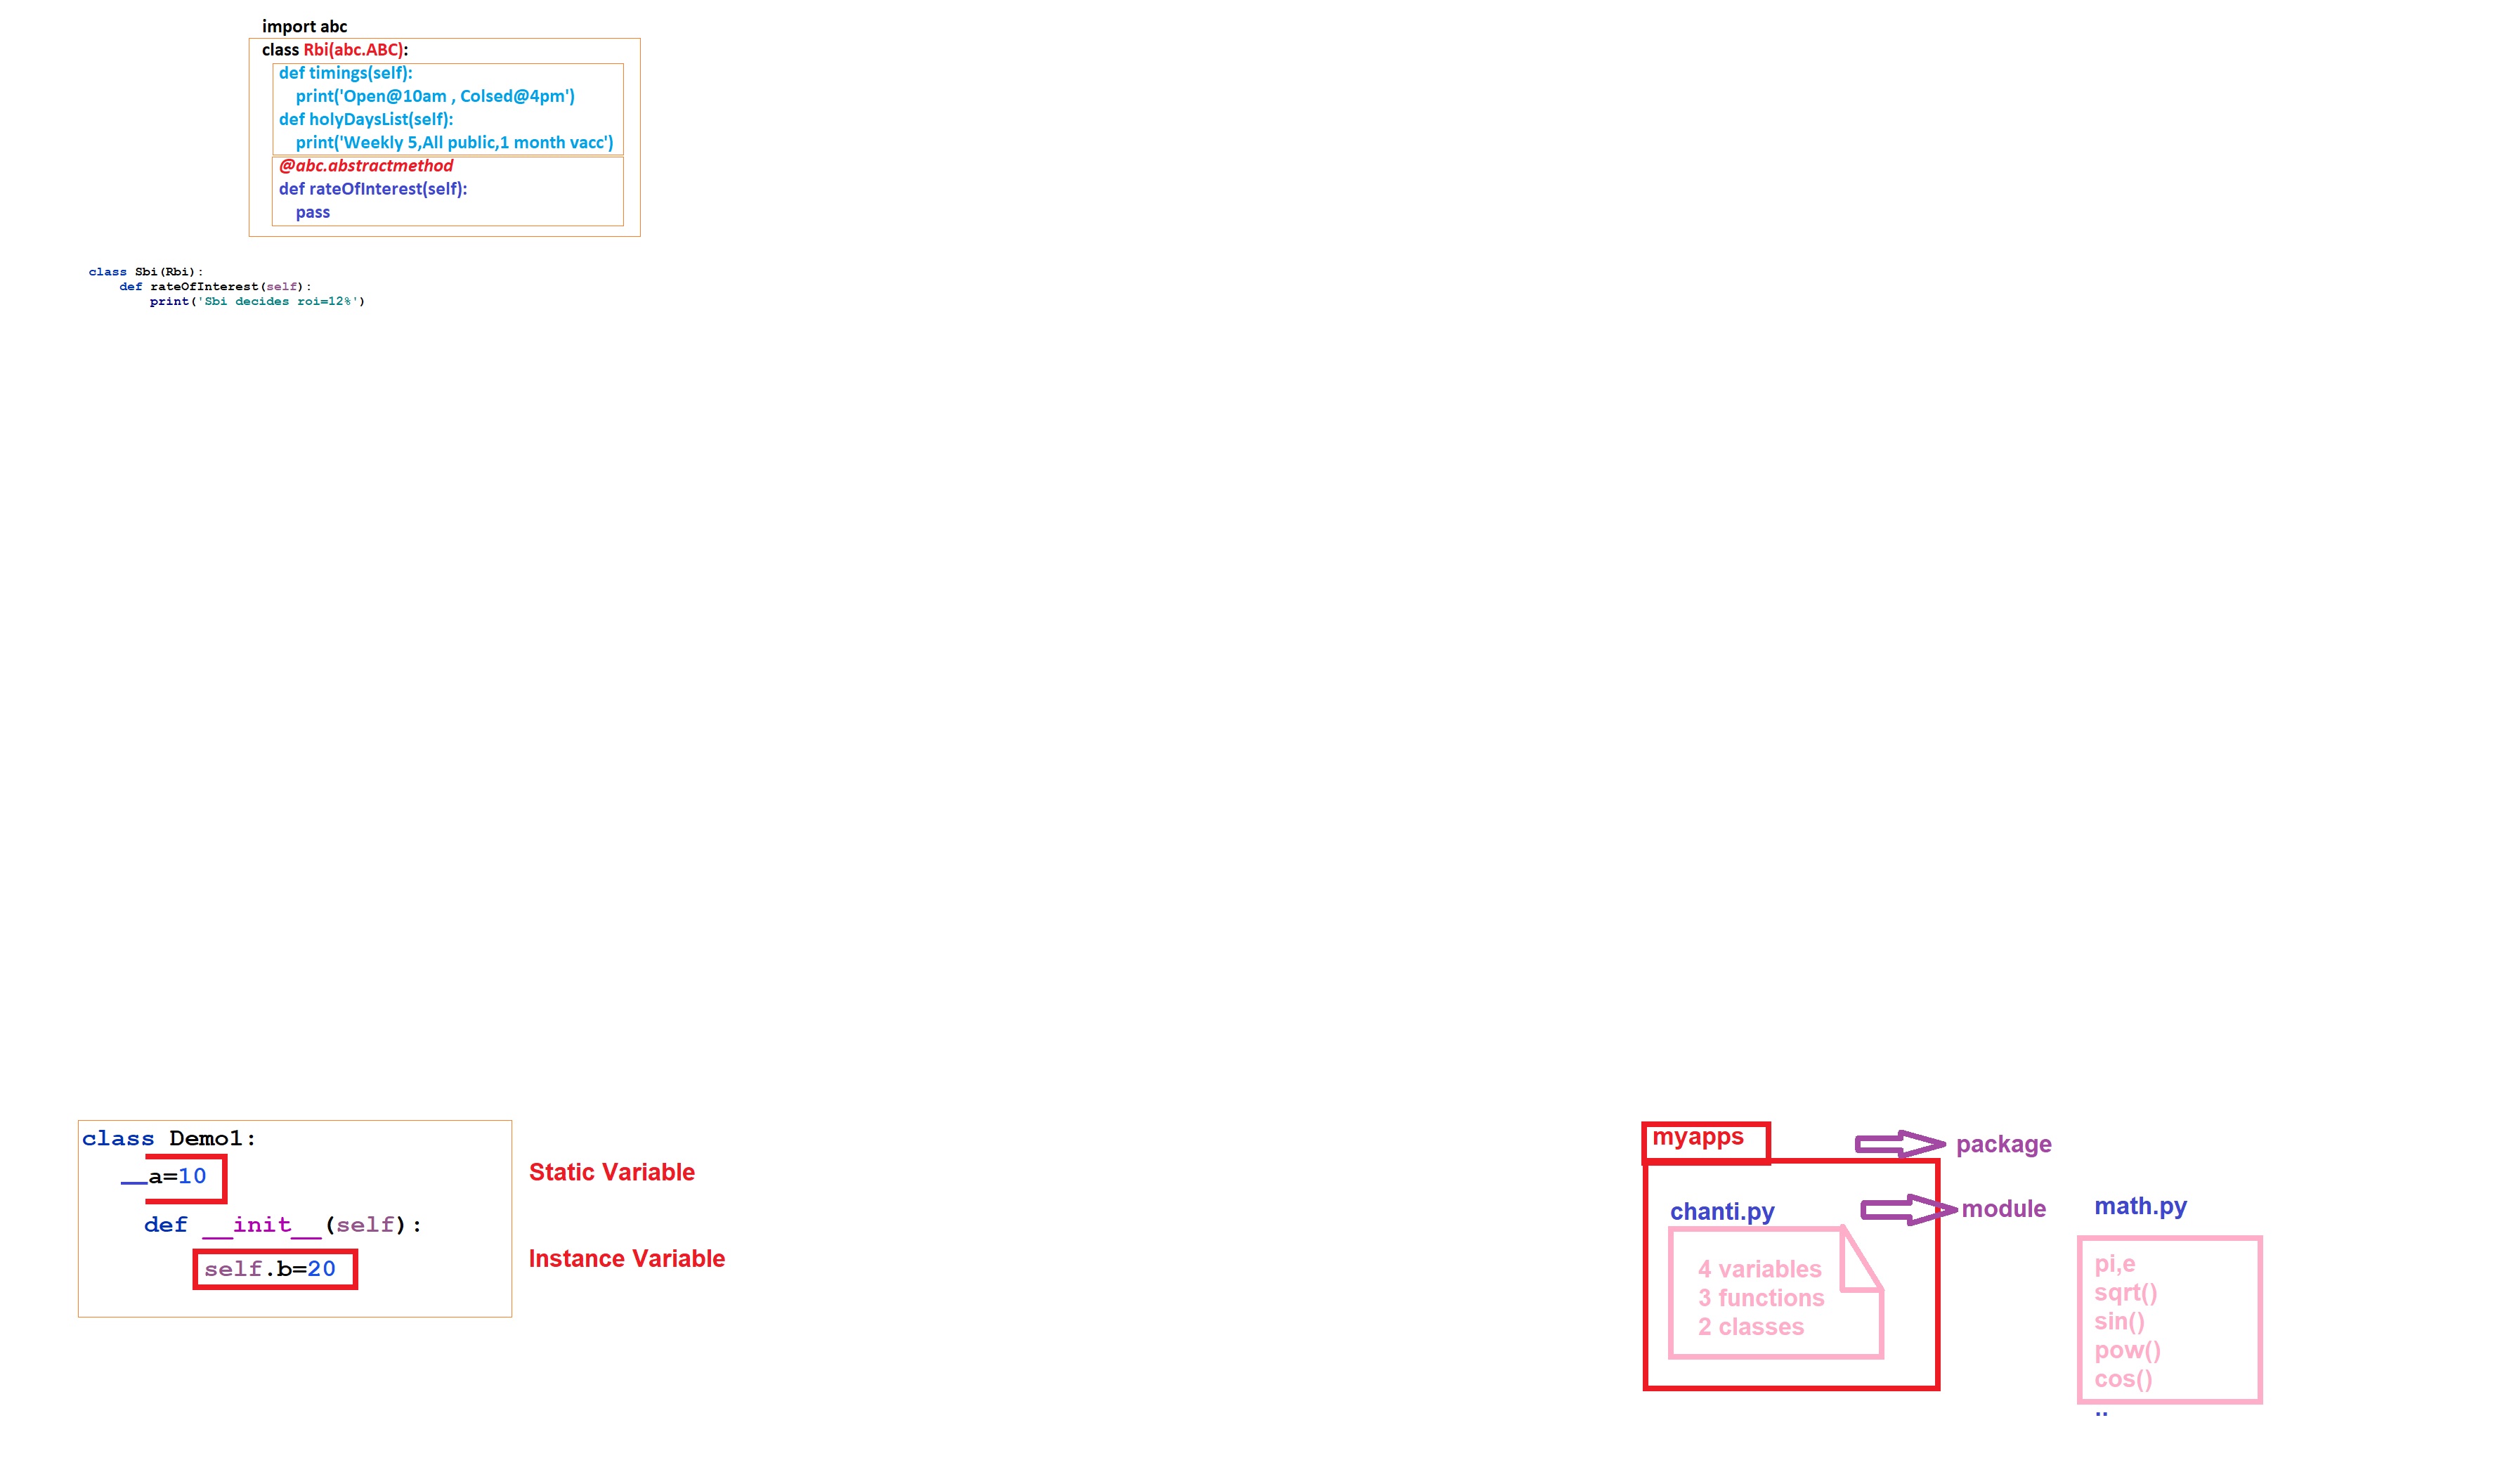 import abc
class Rbi(abc.ABC):
def timings(self):
print('Open@10am , Colsed@4pm')
def holyDaysList(self):
print('Weekly 5,All public,1 month vacc')
@abc.abstractmethod
def rateOfInterest(self):
pass
class Sbi(Rbi):
def rateOfInterest(self):
print('Sbi decides roi=12%')
class Demo1:
__a=10
Static Variable
def __init__(self):
self.b=20
Instance Variable
myapps
package
chanti.py
module
4 variables
3 functions
2 classes
math.py
pi,e
sqrt()
sin()
pow()
cos()
..